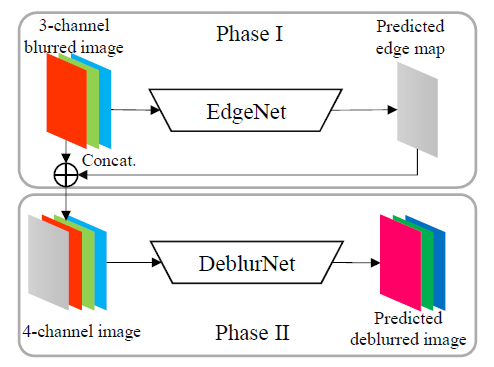 3-channel
blurred image
Phase I
Predicted
edge map
EdgeNet
Concat.
DeblurNet
4-channel image
Phase II
Predicted
deblurred image